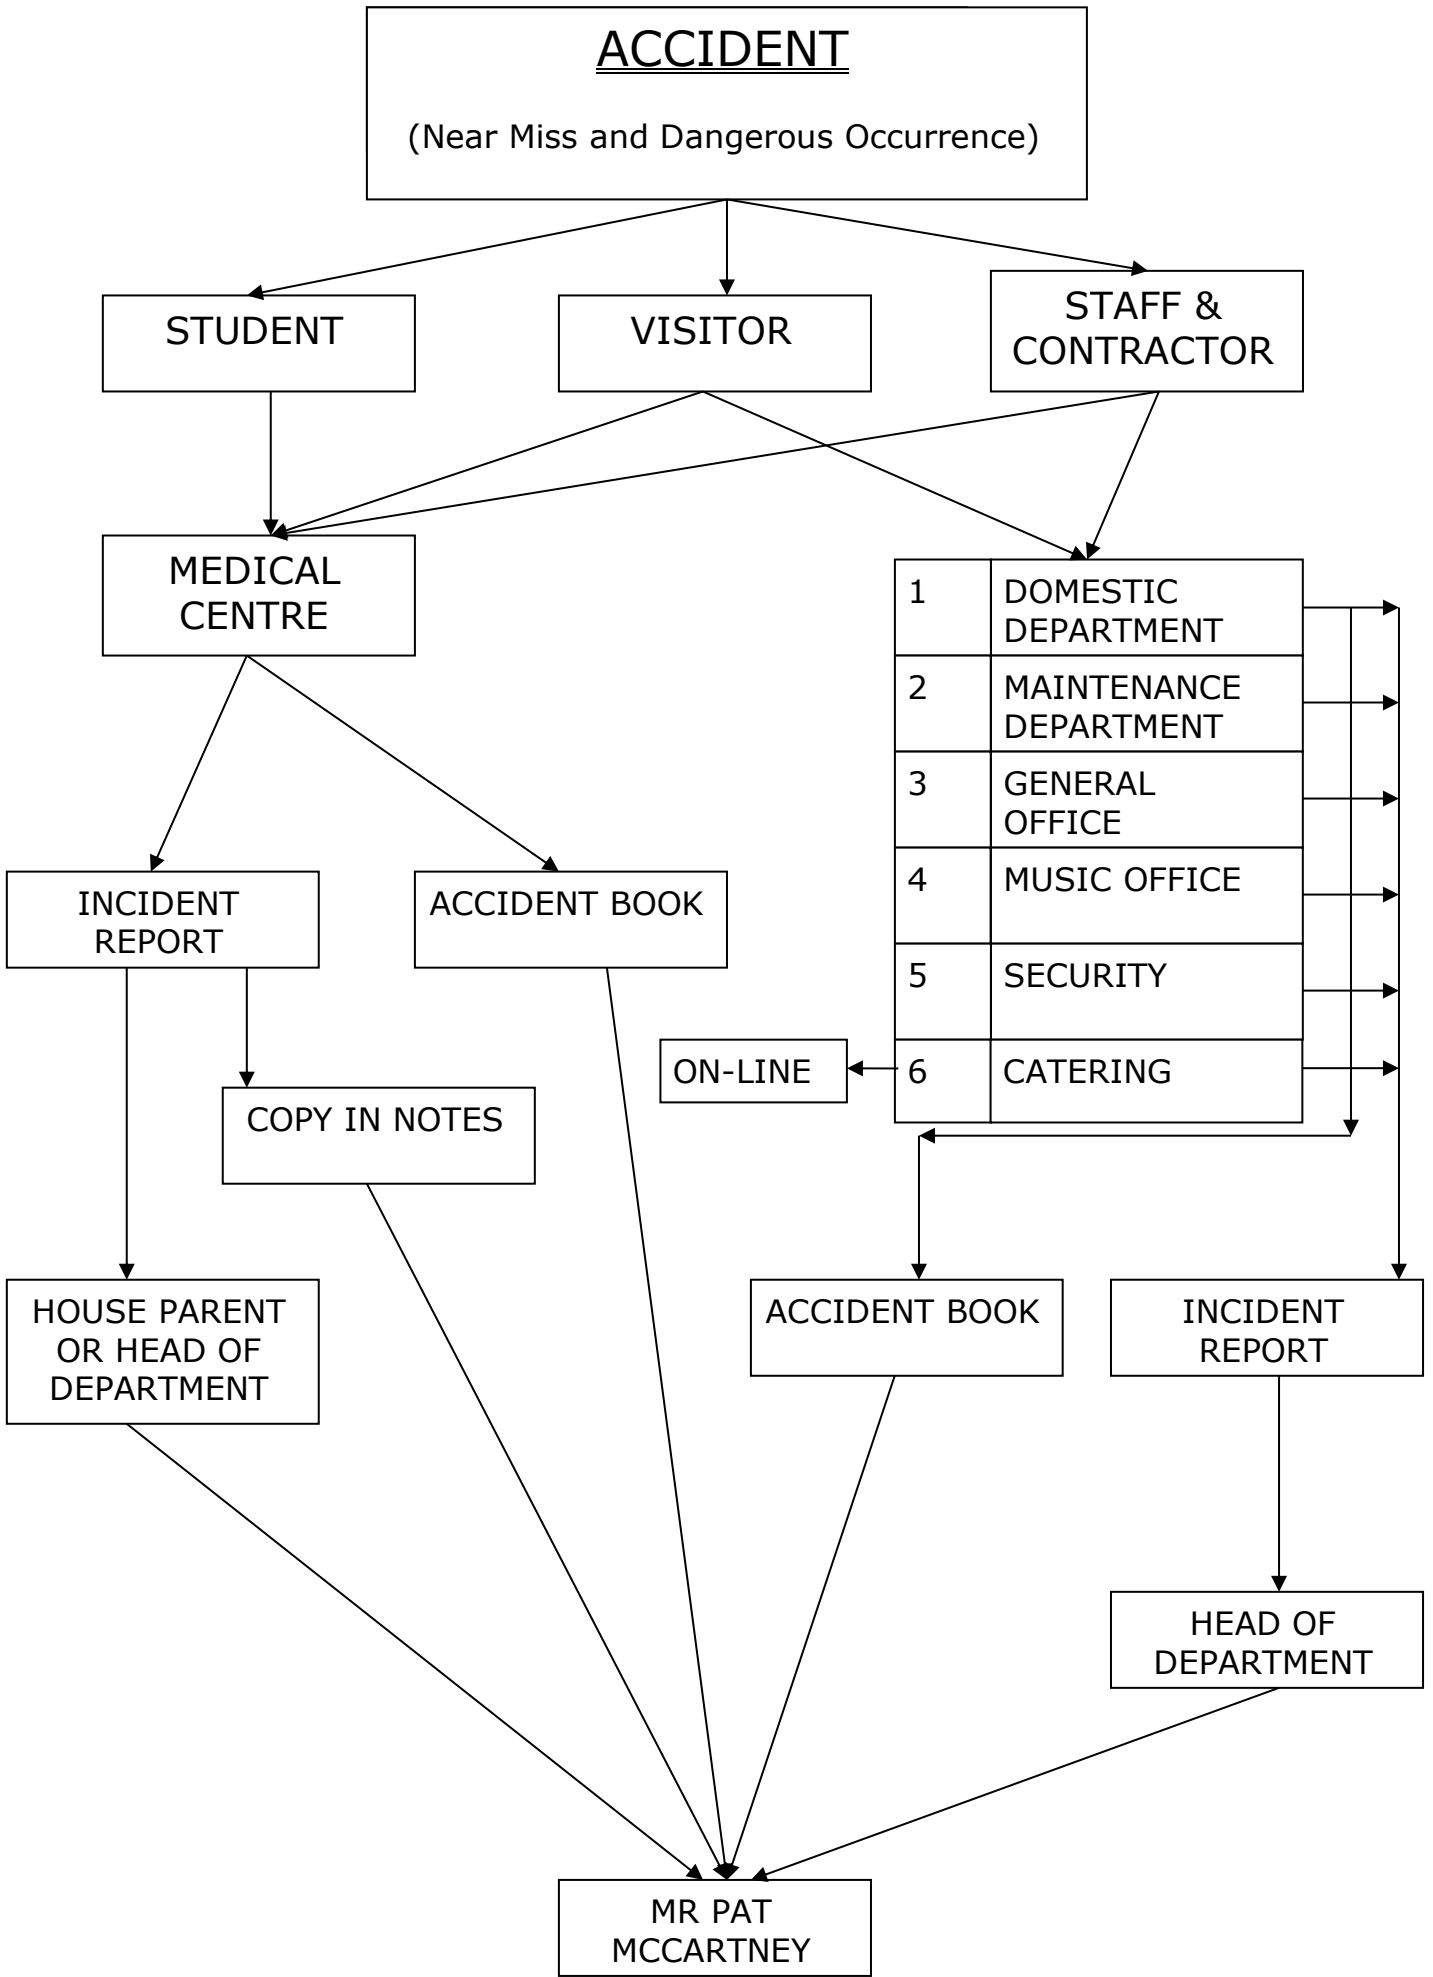 ACCIDENT
(Near Miss and Dangerous Occurrence)
STUDENT
VISITOR
STAFF &
CONTRACTOR
MEDICAL
CENTRE
1 DOMESTIC
DEPARTMENT
2 MAINTENANCE
DEPARTMENT
3 GENERAL
OFFICE
4 MUSIC OFFICE
5 SECURITY
6 CATERING
ON-LINE
INCIDENT
REPORT
ACCIDENT BOOK
COPY IN NOTES
HOUSE PARENT
OR HEAD OF
DEPARTMENT
ACCIDENT BOOK
INCIDENT
REPORT
HEAD OF
DEPARTMENT
MR PAT
MCCARTNEY